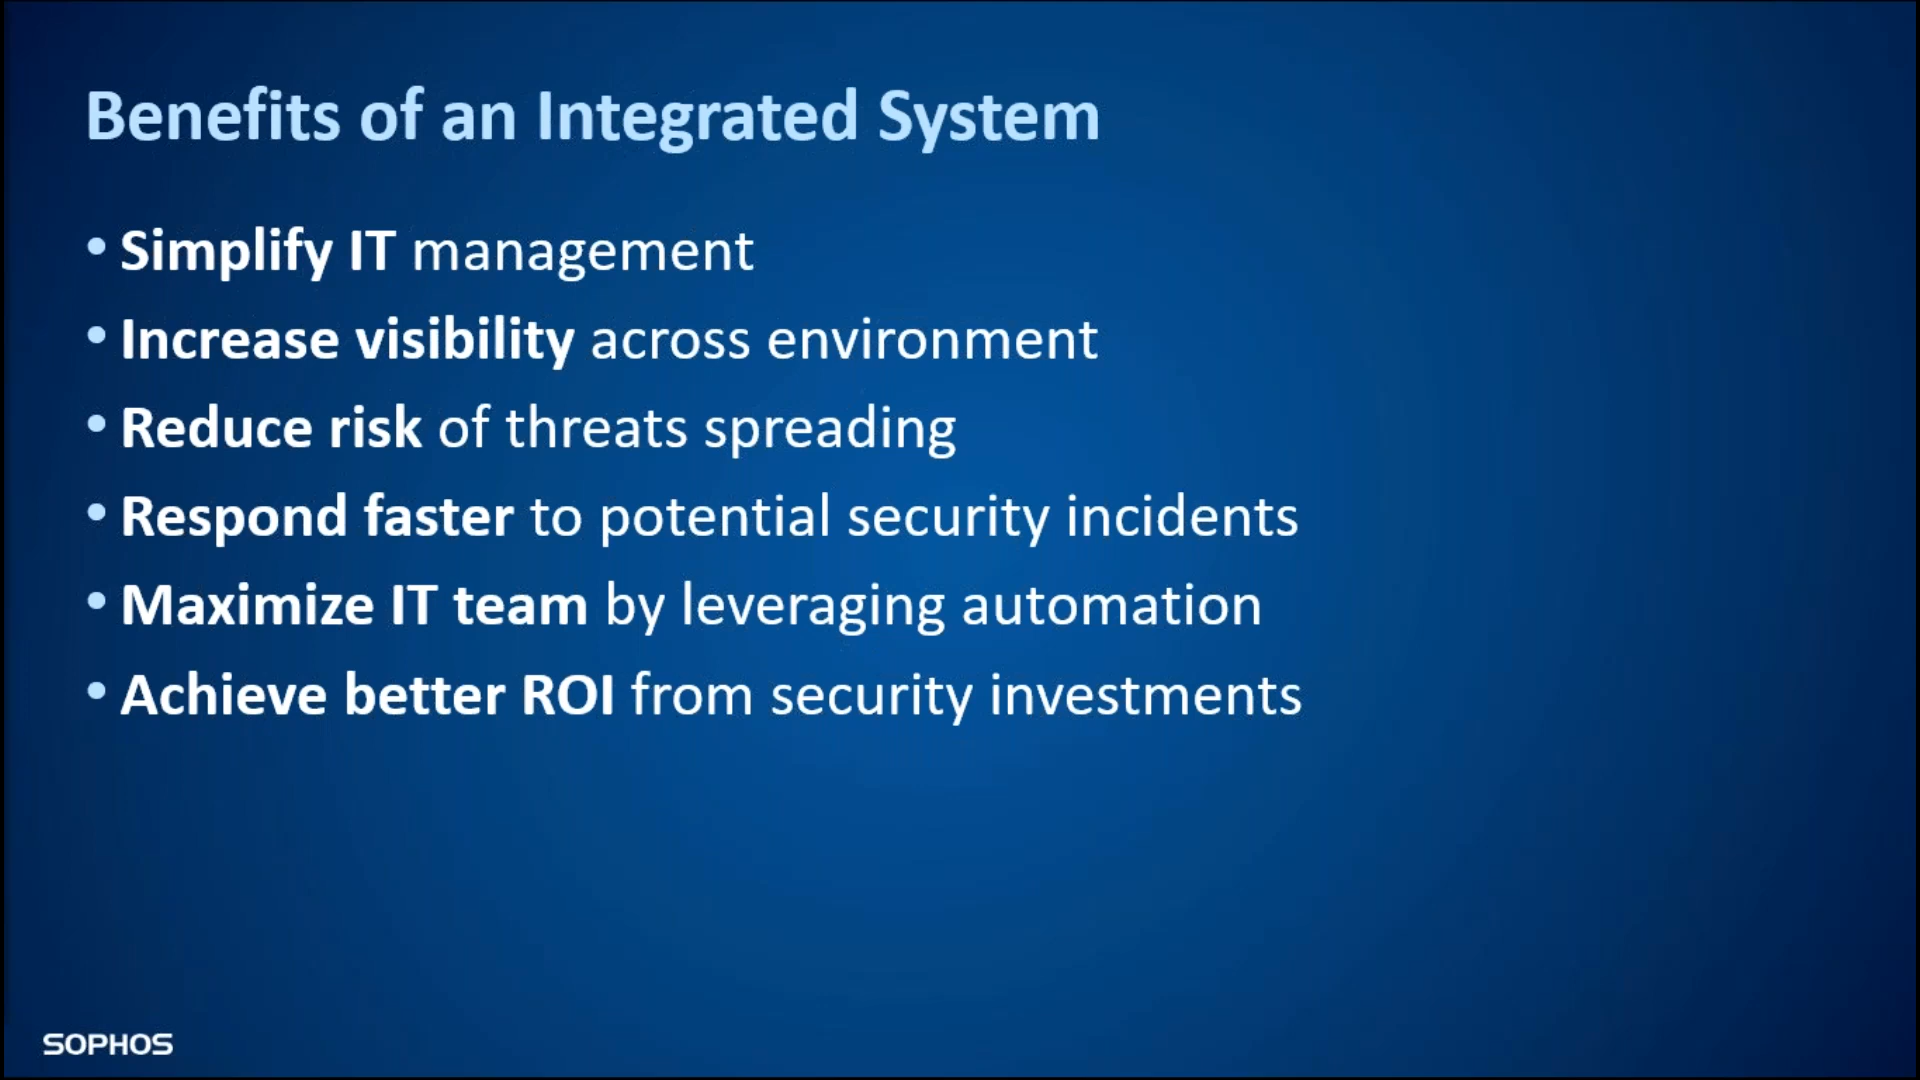 Benefits of an Integrated System
• Simplify IT management
• Increase visibility across environment
• Reduce risk of threats spreading
• Respond faster to potential security incidents
• Maximize IT team by leveraging automation
• Achieve better ROI from security investments
SOPHOS